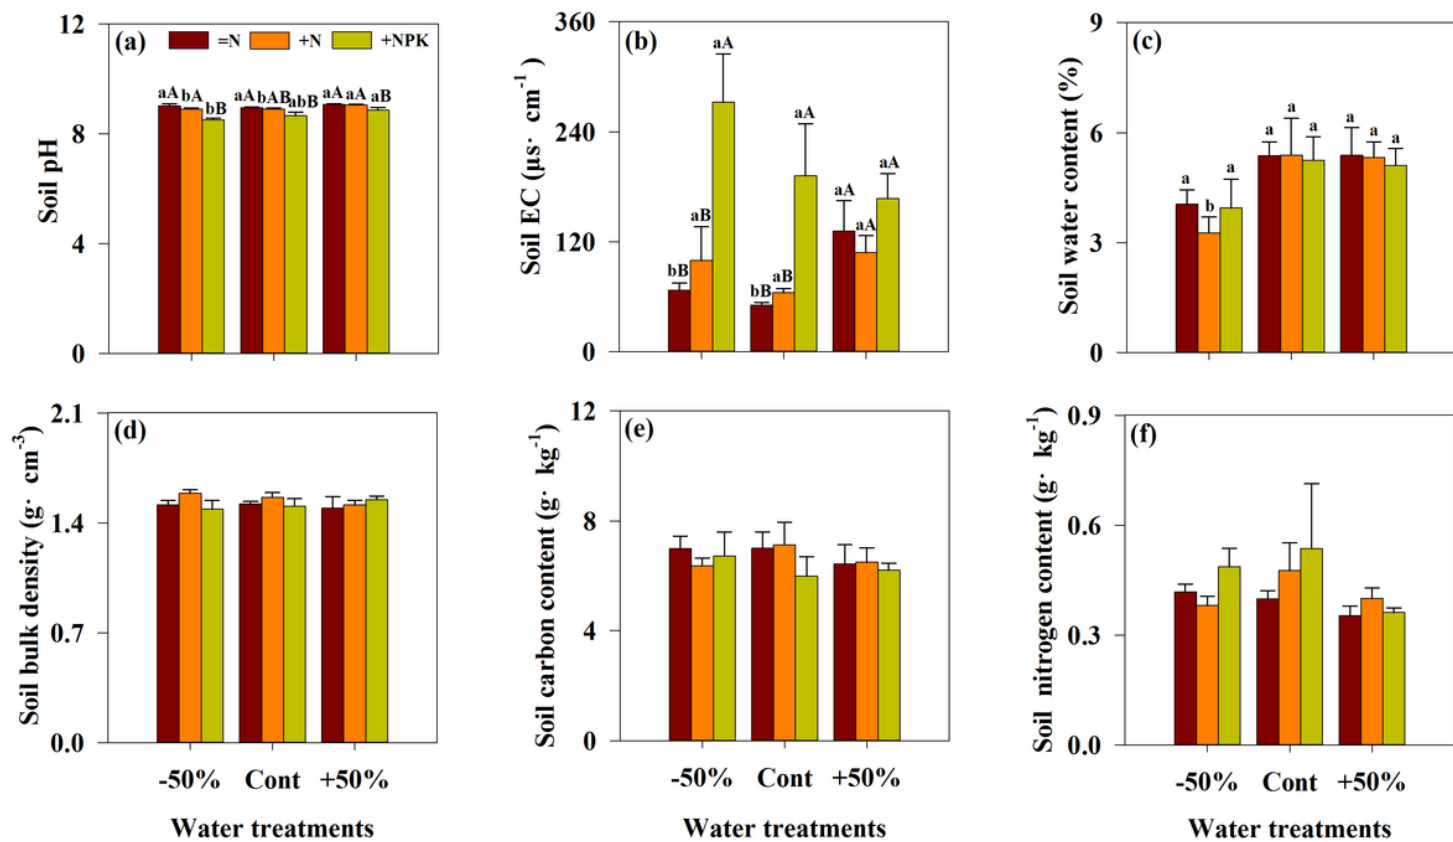 (a)
=N +N +NPK
12
8
4
0
Soil pH
aA bA bB aA bAB abB aA aA aB
(b)
360
240
120
0
Soil EC (μs· cm⁻¹)
bB aB aA bB aB aA aA aA aA
(c)
9
6
3
0
Soil water content (%)
a b a a a a a a a
(d)
2.1
1.4
0.7
0.0
Soil bulk density (g· cm⁻³)
-50% Cont +50%
Water treatments
(e)
12
8
4
0
Soil carbon content (g· kg⁻¹)
-50% Cont +50%
Water treatments
(f)
0.9
0.6
0.3
0.0
Soil nitrogen content (g· kg⁻¹)
-50% Cont +50%
Water treatments